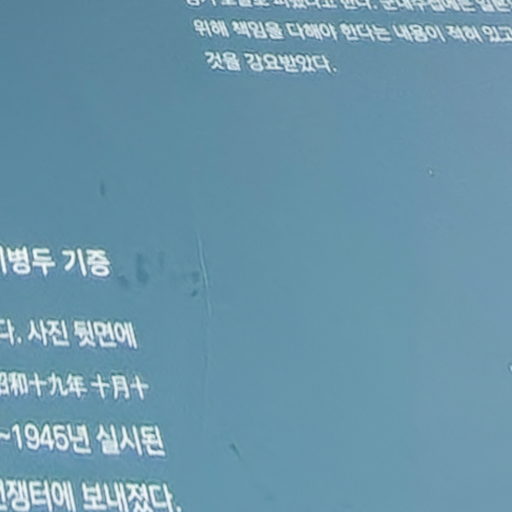 위해 책임을 다해야 한다는 내용이 적혀 있고
것을 강요받았다.
이병두 기증
다. 사진 뒷면에
昭和十九年 十月十
~1945년 실시된
전쟁터에 보내졌다.